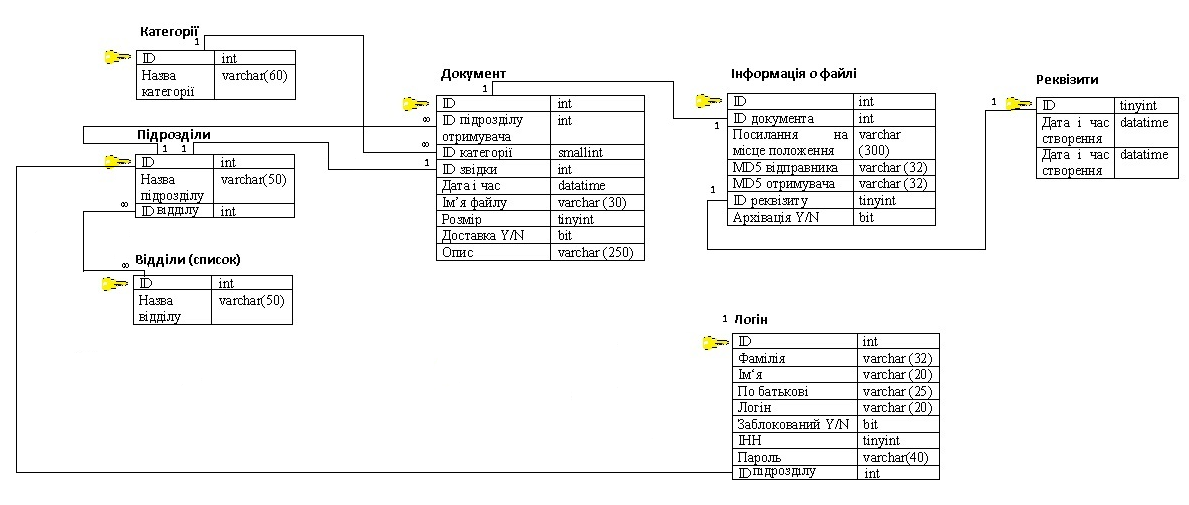 Категорії
1
ID int
Назва varchar(60)
категорії
Підрозділи
1 1
ID int
Назва varchar(50)
підрозділу
ID відділу int
∞
∞
Відділи (список)
ID int
Назва varchar(50)
відділу
Документ
1
ID int
∞
ID підрозділу int
отримувача
∞
ID категорії smallint
1
ID звідки int
Дата і час datatime
Ім’я файлу varchar (30)
Розмір tinyint
Доставка Y/N bit
Опис varchar (250)
Інформація о файлі
ID int
1
ID документа int
Посилання на varchar
місце положення (300)
MD5 відправника varchar (32)
MD5 отримувача varchar (32)
1
ID реквізиту tinyint
Архівація Y/N bit
Реквізити
1
ID tinyint
Дата і час datatime
створення
Дата і час datatime
створення
1 Логін
ID int
Фамілія varchar (32)
Ім‘я varchar (20)
По батькові varchar (25)
Логін varchar (20)
Заблокований Y/N bit
ІНН tinyint
Пароль varchar(40)
ID підрозділу int